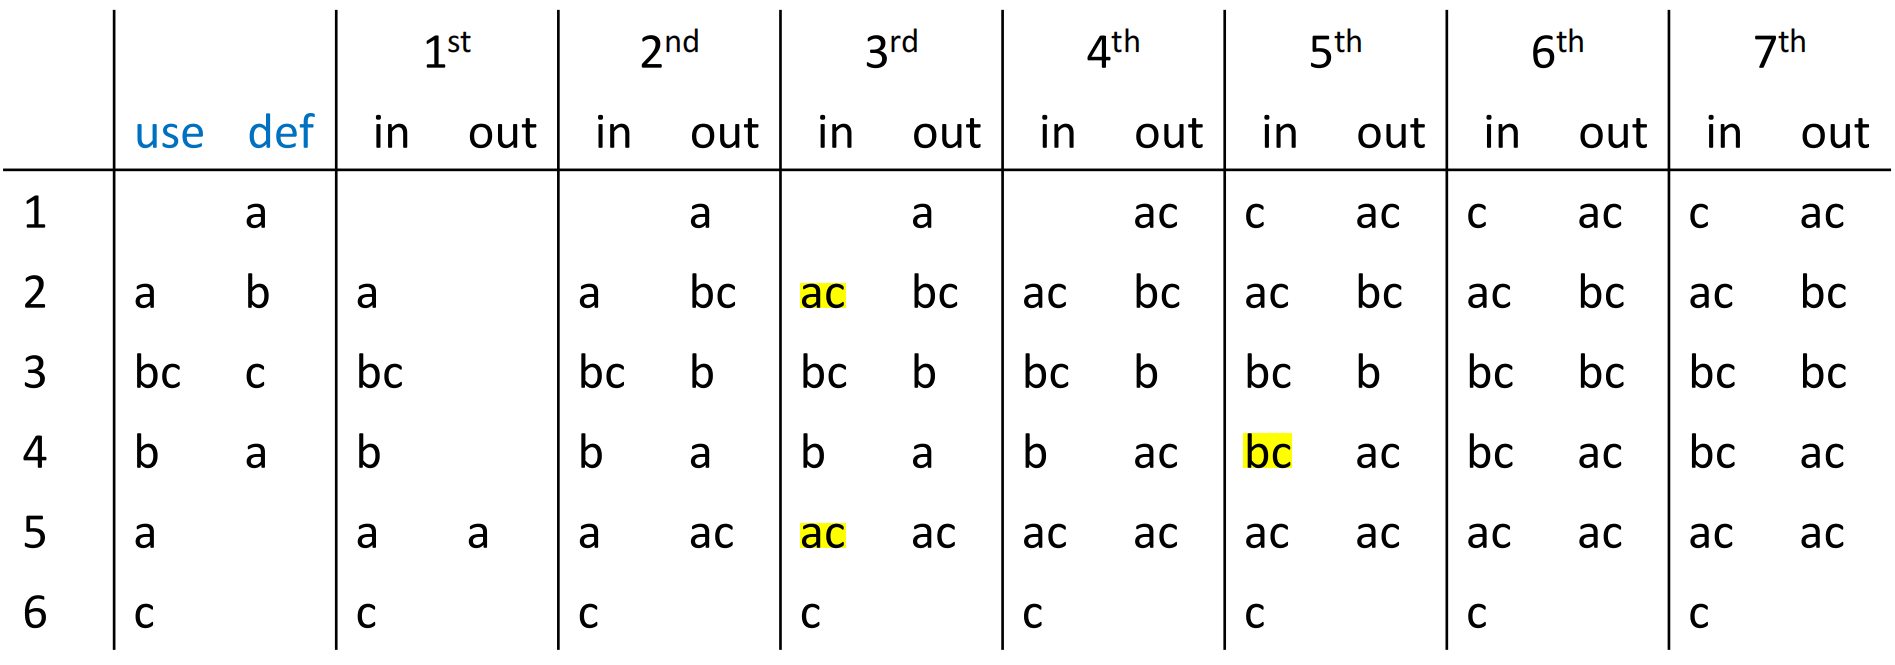 1st 2nd 3rd 4th 5th 6th 7th
use def in out in out in out in out in out in out in out
1 a a a ac c ac c ac c ac
2 a b a a bc ac bc ac bc ac bc ac bc ac bc
3 bc c bc bc b bc b bc b bc b bc bc bc bc
4 b a b b a b a b ac bc ac bc ac bc ac
5 a a a a ac ac ac ac ac ac ac ac ac ac ac
6 c c c c c c c c